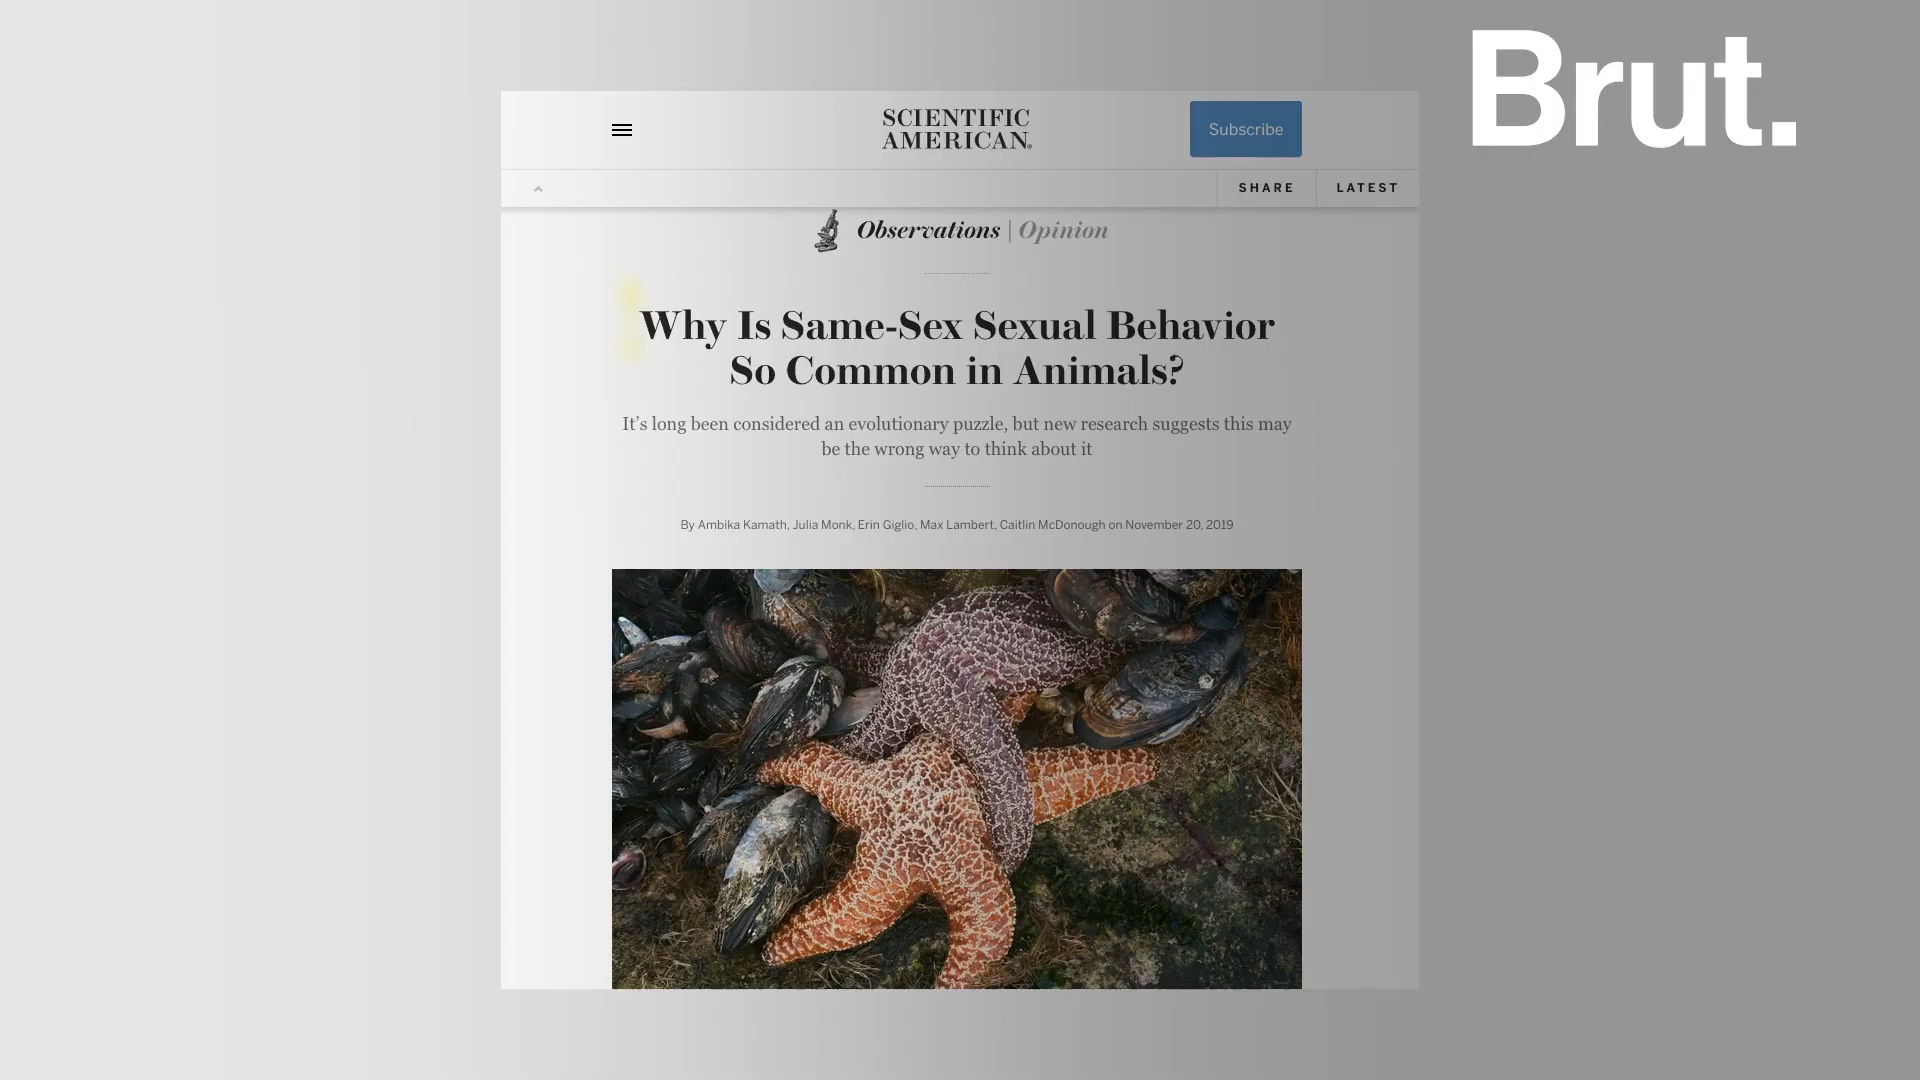 Brut.
SCIENTIFIC
AMERICAN®
Subscribe
SHARE
LATEST
Observations | Opinion
Why Is Same-Sex Sexual Behavior
So Common in Animals?
It’s long been considered an evolutionary puzzle, but new research suggests this may
be the wrong way to think about it
By Ambika Kamath, Julia Monk, Erin Giglio, Max Lambert, Caitlin McDonough on November 20, 2019